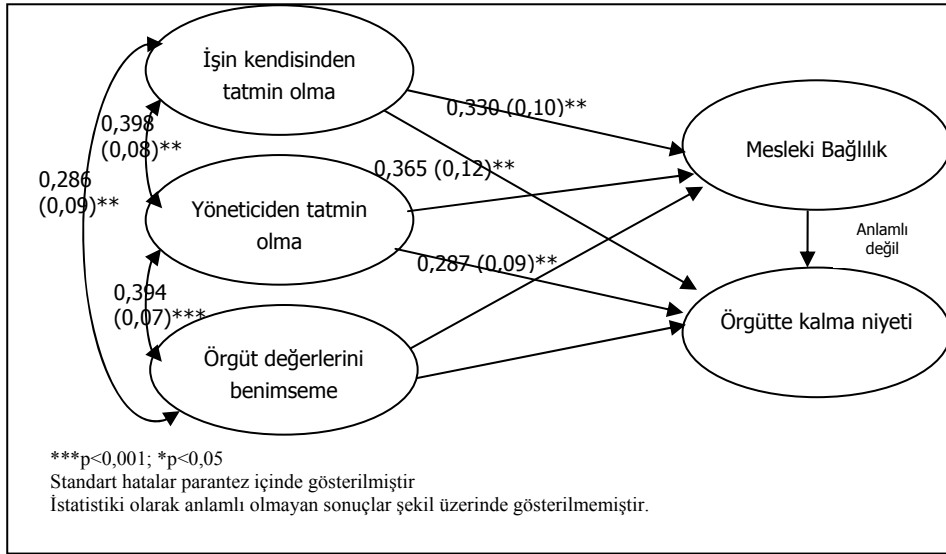 İşin kendisinden
tatmin olma
0,330 (0,10)**
0,398
(0,08)**
Mesleki Bağlılık
0,365 (0,12)**
0,286
(0,09)**
Yöneticiden tatmin
olma
Anlamlı
değil
0,287 (0,09)**
0,394
(0,07)***
Örgütte kalma niyeti
Örgüt değerlerini
benimseme
***p<0,001; *p<0,05
Standart hatalar parantez içinde gösterilmiştir
İstatistiki olarak anlamlı olmayan sonuçlar şekil üzerinde gösterilmemiştir.